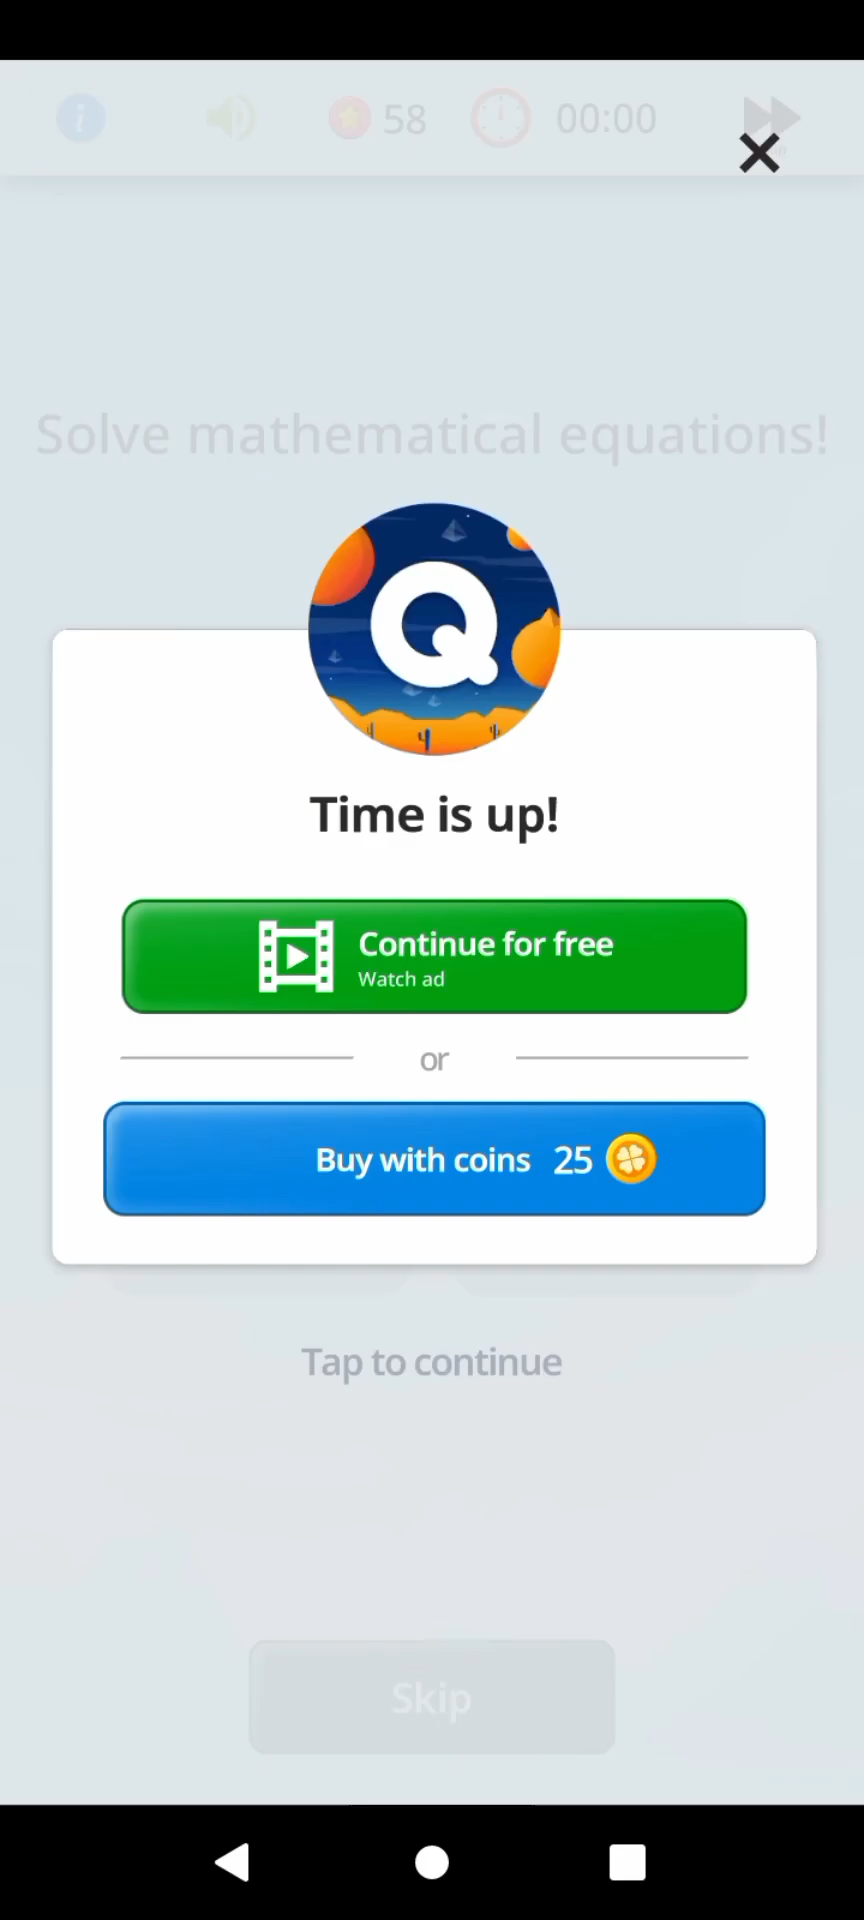 58 00:00
Solve mathematical equations!
Q
Time is up!
Continue for free
Watch ad
or
Buy with coins 25
Tap to continue
Skip